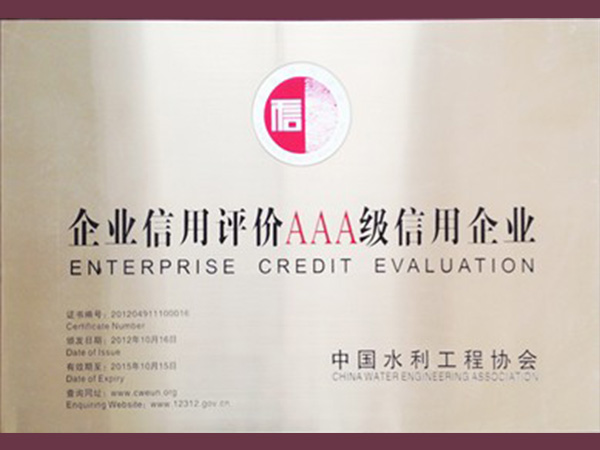 信
企业信用评价AAA级信用企业
ENTERPRISE CREDIT EVALUATION
证书编号：201204911100016
Certificate Number
颁发日期：2012年10月16日
Date of Issue
有效期至：2015年10月15日
Date of Expiry
查询网址：www.cweun.org
Enquiring Website：www.12312.gov.cn
中国水利工程协会
CHINA WATER ENGINEERING ASSOCIATION